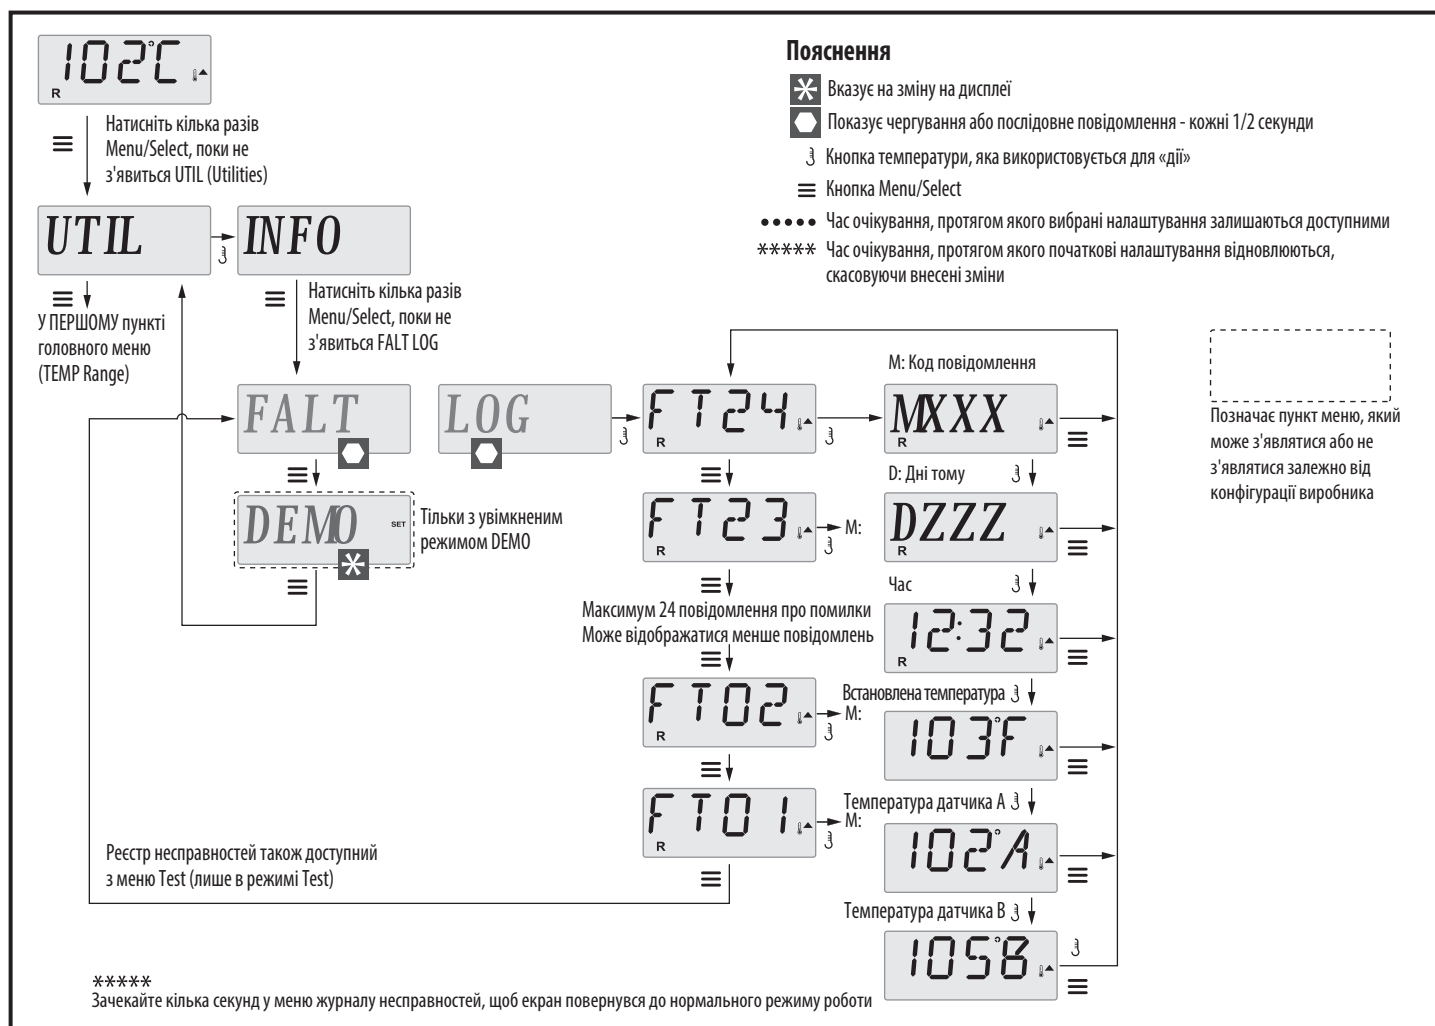 102°C
R
Натисніть кілька разів
Menu/Select, поки не
з'явиться UTIL (Utilities)
UTIL
INFO
У ПЕРШОМУ пункті
головного меню
(TEMP Range)
Натисніть кілька разів
Menu/Select, поки не
з'явиться FALT LOG
Пояснення
Вказує на зміну на дисплеї
Показує чергування або послідовне повідомлення - кожні 1/2 секунди
Кнопка температури, яка використовується для «дії»
Кнопка Menu/Select
••••• Час очікування, протягом якого вибрані налаштування залишаються доступними
***** Час очікування, протягом якого початкові налаштування відновлюються,
скасовуючи внесені зміни
Позначає пункт меню, який
може з'являтися або не
з'являтися залежно від
конфігурації виробника
FALT
LOG
FT24
R
M: Код повідомлення
MXXX
R
DEMO
SET
Тільки з увімкненим
режимом DEMO
FT23
R
M:
D: Дні тому
DZZZ
R
Максимум 24 повідомлення про помилки
Може відображатися менше повідомлень
Час
12:32
R
FT02
R
M:
Встановлена температура
103°F
FT01
R
M:
Температура датчика A
102°A
Температура датчика B
105°B
Реєстр несправностей також доступний
з меню Test (лише в режимі Test)
*****
Зачекайте кілька секунд у меню журналу несправностей, щоб екран повернувся до нормального режиму роботи